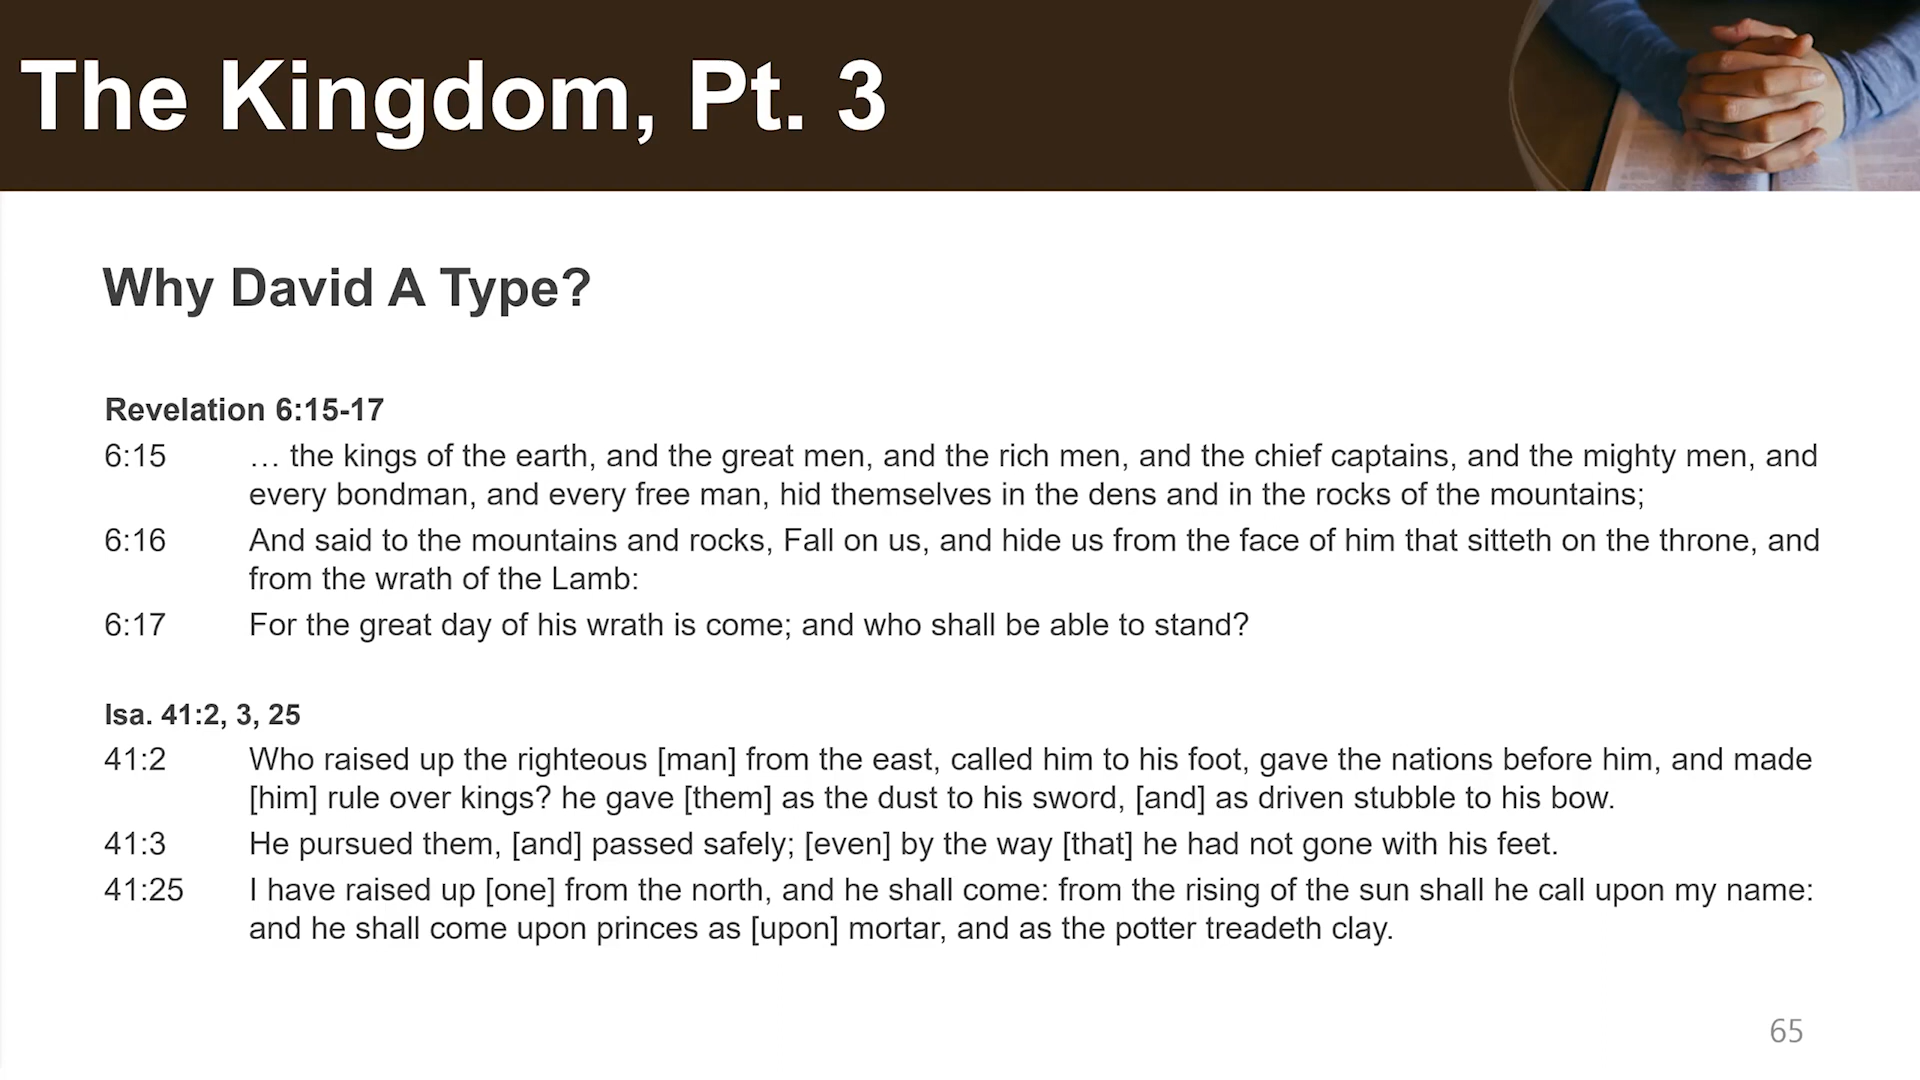 The Kingdom, Pt. 3
Why David A Type?
Revelation 6:15-17
6:15 … the kings of the earth, and the great men, and the rich men, and the chief captains, and the mighty men, and
every bondman, and every free man, hid themselves in the dens and in the rocks of the mountains;
6:16 And said to the mountains and rocks, Fall on us, and hide us from the face of him that sitteth on the throne, and
from the wrath of the Lamb:
6:17 For the great day of his wrath is come; and who shall be able to stand?
Isa. 41:2, 3, 25
41:2 Who raised up the righteous [man] from the east, called him to his foot, gave the nations before him, and made
[him] rule over kings? he gave [them] as the dust to his sword, [and] as driven stubble to his bow.
41:3 He pursued them, [and] passed safely; [even] by the way [that] he had not gone with his feet.
41:25 I have raised up [one] from the north, and he shall come: from the rising of the sun shall he call upon my name:
and he shall come upon princes as [upon] mortar, and as the potter treadeth clay.
65